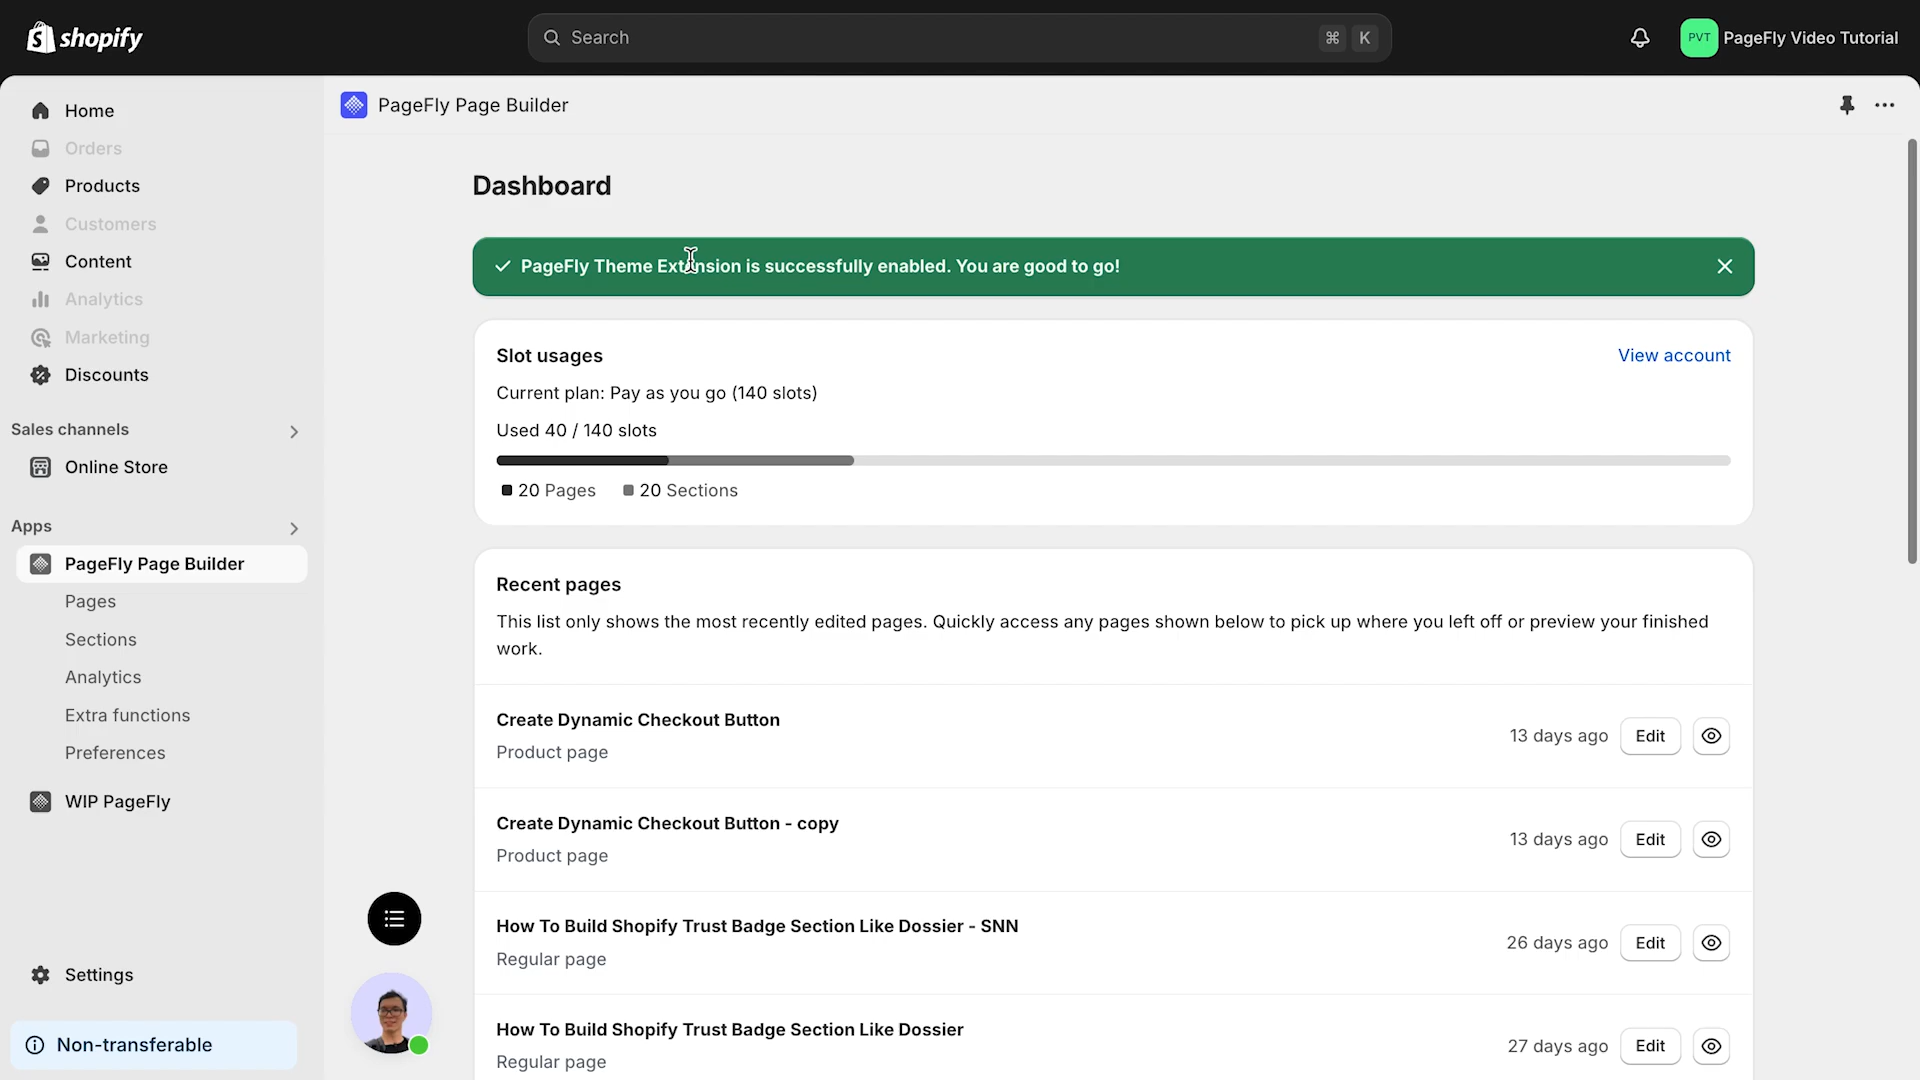 shopify
Search
⌘ K
PVT PageFly Video Tutorial
Home
Orders
Products
Customers
Content
Analytics
Marketing
Discounts
Sales channels
Online Store
Apps
PageFly Page Builder
Pages
Sections
Analytics
Extra functions
Preferences
WIP PageFly
Settings
Non-transferable
PageFly Page Builder
Dashboard
PageFly Theme Extension is successfully enabled. You are good to go!
Slot usages
View account
Current plan: Pay as you go (140 slots)
Used 40 / 140 slots
20 Pages
20 Sections
Recent pages
This list only shows the most recently edited pages. Quickly access any pages shown below to pick up where you left off or preview your finished
work.
Create Dynamic Checkout Button
Product page
13 days ago
Edit
Create Dynamic Checkout Button - copy
Product page
13 days ago
Edit
How To Build Shopify Trust Badge Section Like Dossier - SNN
Regular page
26 days ago
Edit
How To Build Shopify Trust Badge Section Like Dossier
Regular page
27 days ago
Edit